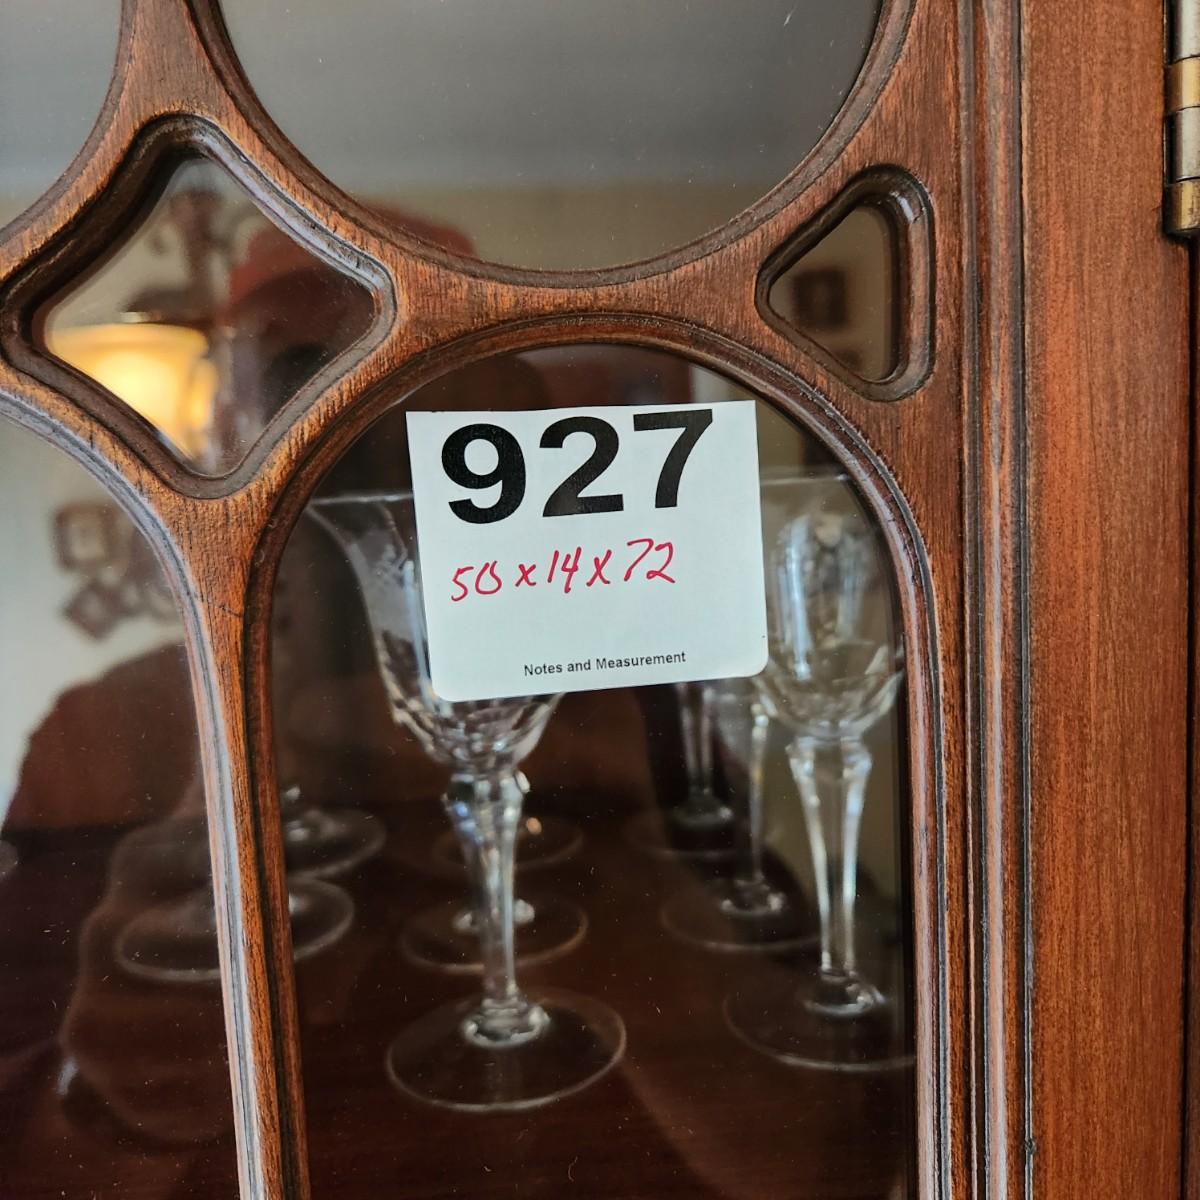 927
50x14x72
Notes and Measurement